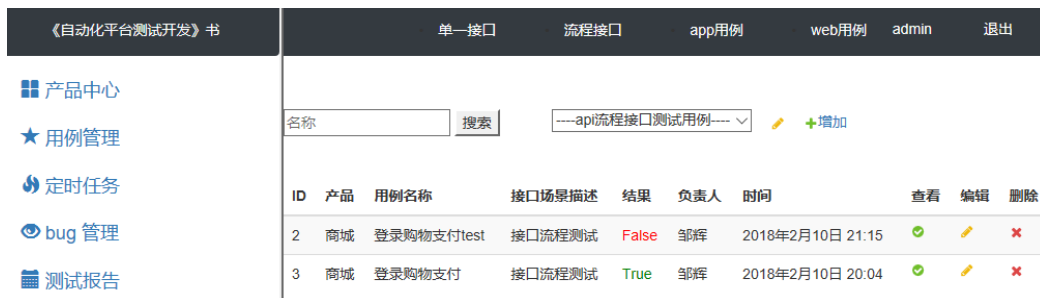 《自动化平台测试开发》书 单一接口 流程接口 app用例 web用例 admin 退出
产品中心
用例管理
定时任务
bug 管理
测试报告
名称 搜索 ----api流程接口测试用例---- 增加
ID 产品 用例名称 接口场景描述 结果 负责人 时间 查看 编辑 删除
2 商城 登录购物支付test 接口流程测试 False 邹辉 2018年2月10日 21:15
3 商城 登录购物支付 接口流程测试 True 邹辉 2018年2月10日 20:04